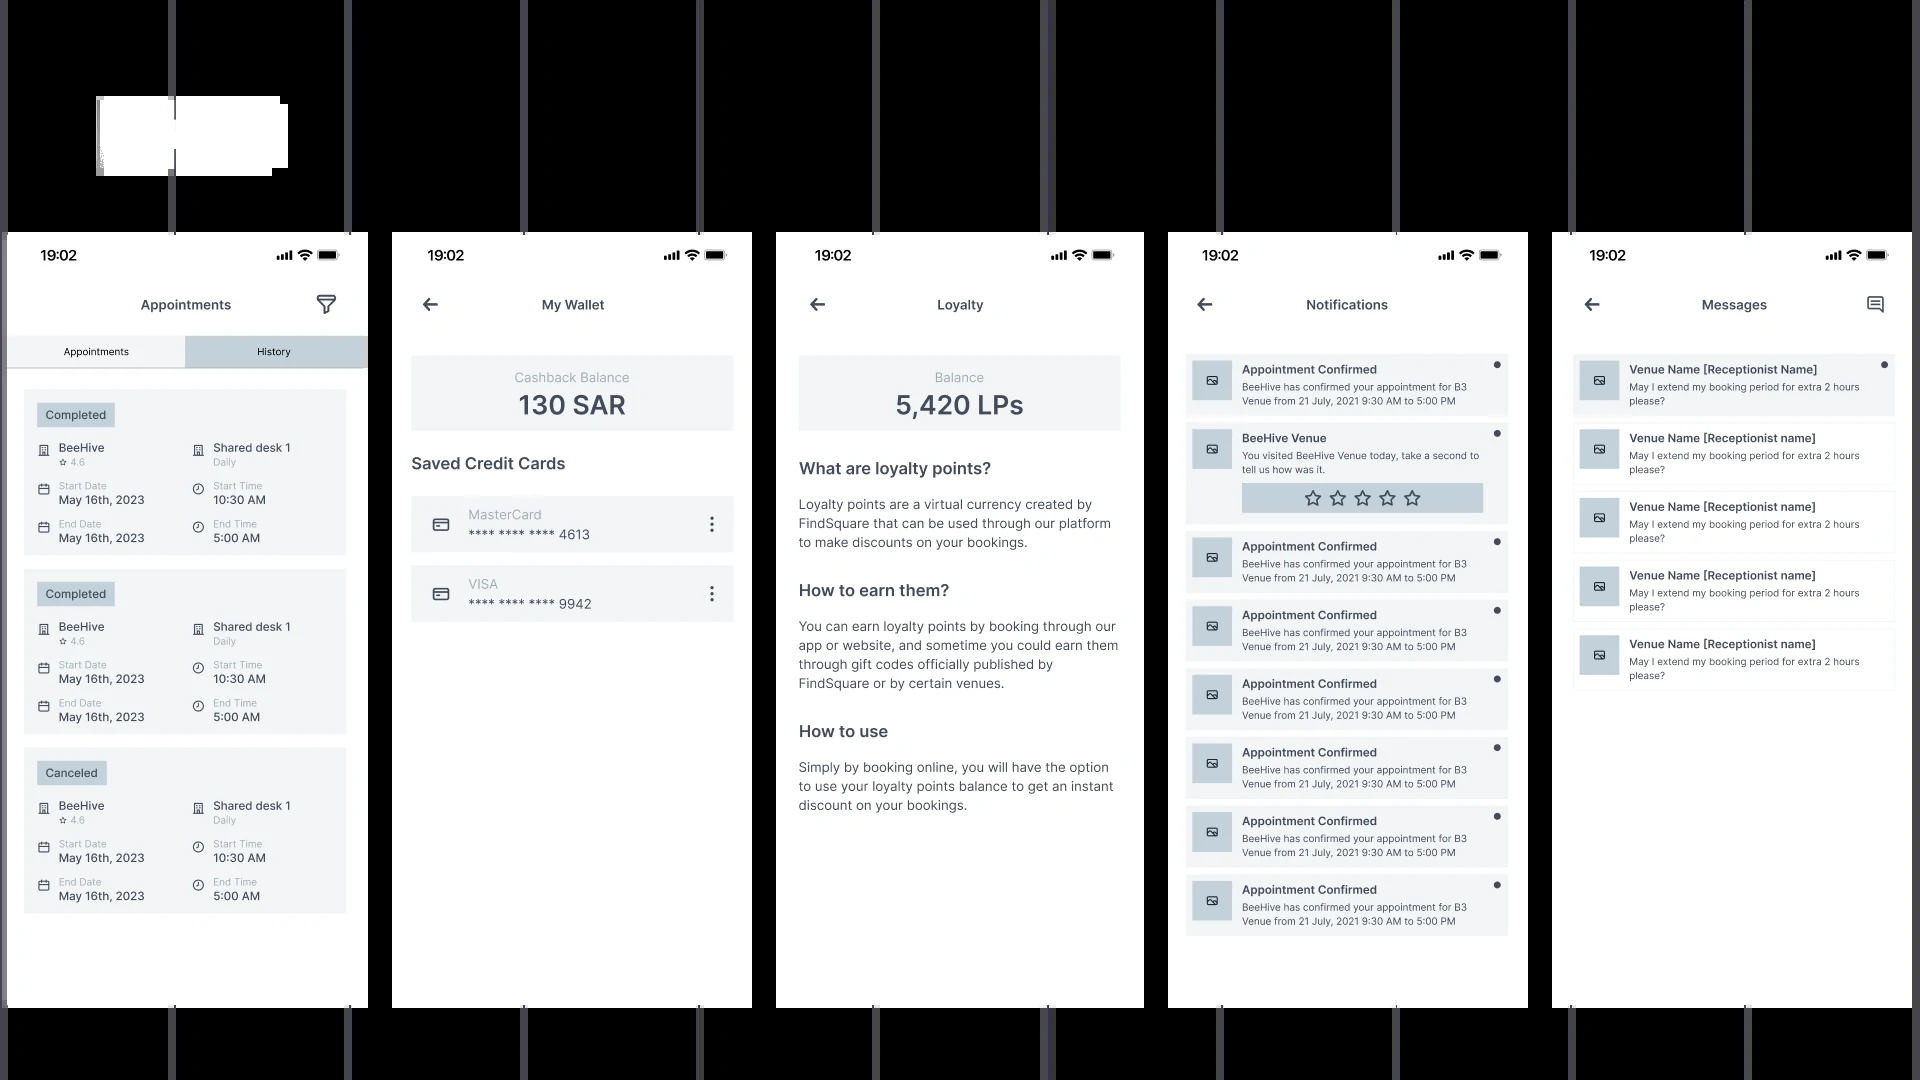 19:02
Appointments
Appointments
History
Completed
BeeHive
4.6
Shared desk 1
Daily
Start Date
May 16th, 2023
Start Time
10:30 AM
End Date
May 16th, 2023
End Time
5:00 AM
Completed
BeeHive
4.6
Shared desk 1
Daily
Start Date
May 16th, 2023
Start Time
10:30 AM
End Date
May 16th, 2023
End Time
5:00 AM
Canceled
BeeHive
4.6
Shared desk 1
Daily
Start Date
May 16th, 2023
Start Time
10:30 AM
End Date
May 16th, 2023
End Time
5:00 AM
19:02
My Wallet
Cashback Balance
130 SAR
Saved Credit Cards
MasterCard
**** **** **** 4613
VISA
**** **** **** 9942
19:02
Loyalty
Balance
5,420 LPs
What are loyalty points?
Loyalty points are a virtual currency created by
FindSquare that can be used through our platform
to make discounts on your bookings.
How to earn them?
You can earn loyalty points by booking through our
app or website, and sometime you could earn them
through gift codes officially published by
FindSquare or by certain venues.
How to use
Simply by booking online, you will have the option
to use your loyalty points balance to get an instant
discount on your bookings.
19:02
Notifications
Appointment Confirmed
BeeHive has confirmed your appointment for B3
Venue from 21 July, 2021 9:30 AM to 5:00 PM
BeeHive Venue
You visited BeeHive Venue today, take a second to
tell us how was it.
Appointment Confirmed
BeeHive has confirmed your appointment for B3
Venue from 21 July, 2021 9:30 AM to 5:00 PM
Appointment Confirmed
BeeHive has confirmed your appointment for B3
Venue from 21 July, 2021 9:30 AM to 5:00 PM
Appointment Confirmed
BeeHive has confirmed your appointment for B3
Venue from 21 July, 2021 9:30 AM to 5:00 PM
Appointment Confirmed
BeeHive has confirmed your appointment for B3
Venue from 21 July, 2021 9:30 AM to 5:00 PM
Appointment Confirmed
BeeHive has confirmed your appointment for B3
Venue from 21 July, 2021 9:30 AM to 5:00 PM
Appointment Confirmed
BeeHive has confirmed your appointment for B3
Venue from 21 July, 2021 9:30 AM to 5:00 PM
19:02
Messages
Venue Name [Receptionist Name]
May I extend my booking period for extra 2 hours
please?
Venue Name [Receptionist name]
May I extend my booking period for extra 2 hours
please?
Venue Name [Receptionist name]
May I extend my booking period for extra 2 hours
please?
Venue Name [Receptionist name]
May I extend my booking period for extra 2 hours
please?
Venue Name [Receptionist name]
May I extend my booking period for extra 2 hours
please?